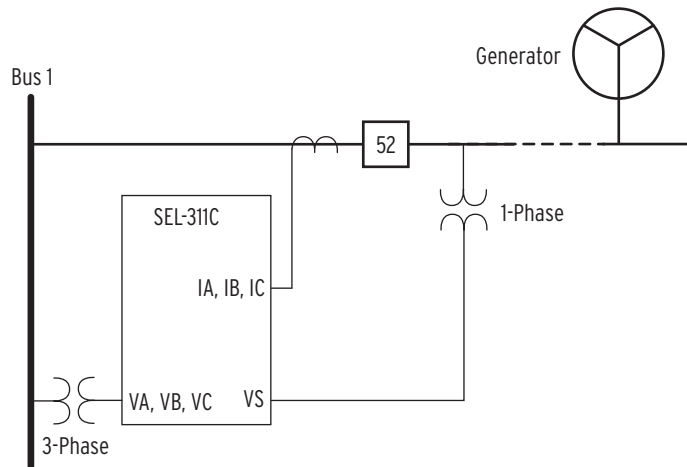 Generator
Bus 1
52
SEL-311C
1-Phase
IA, IB, IC
VA, VB, VC
VS
3-Phase